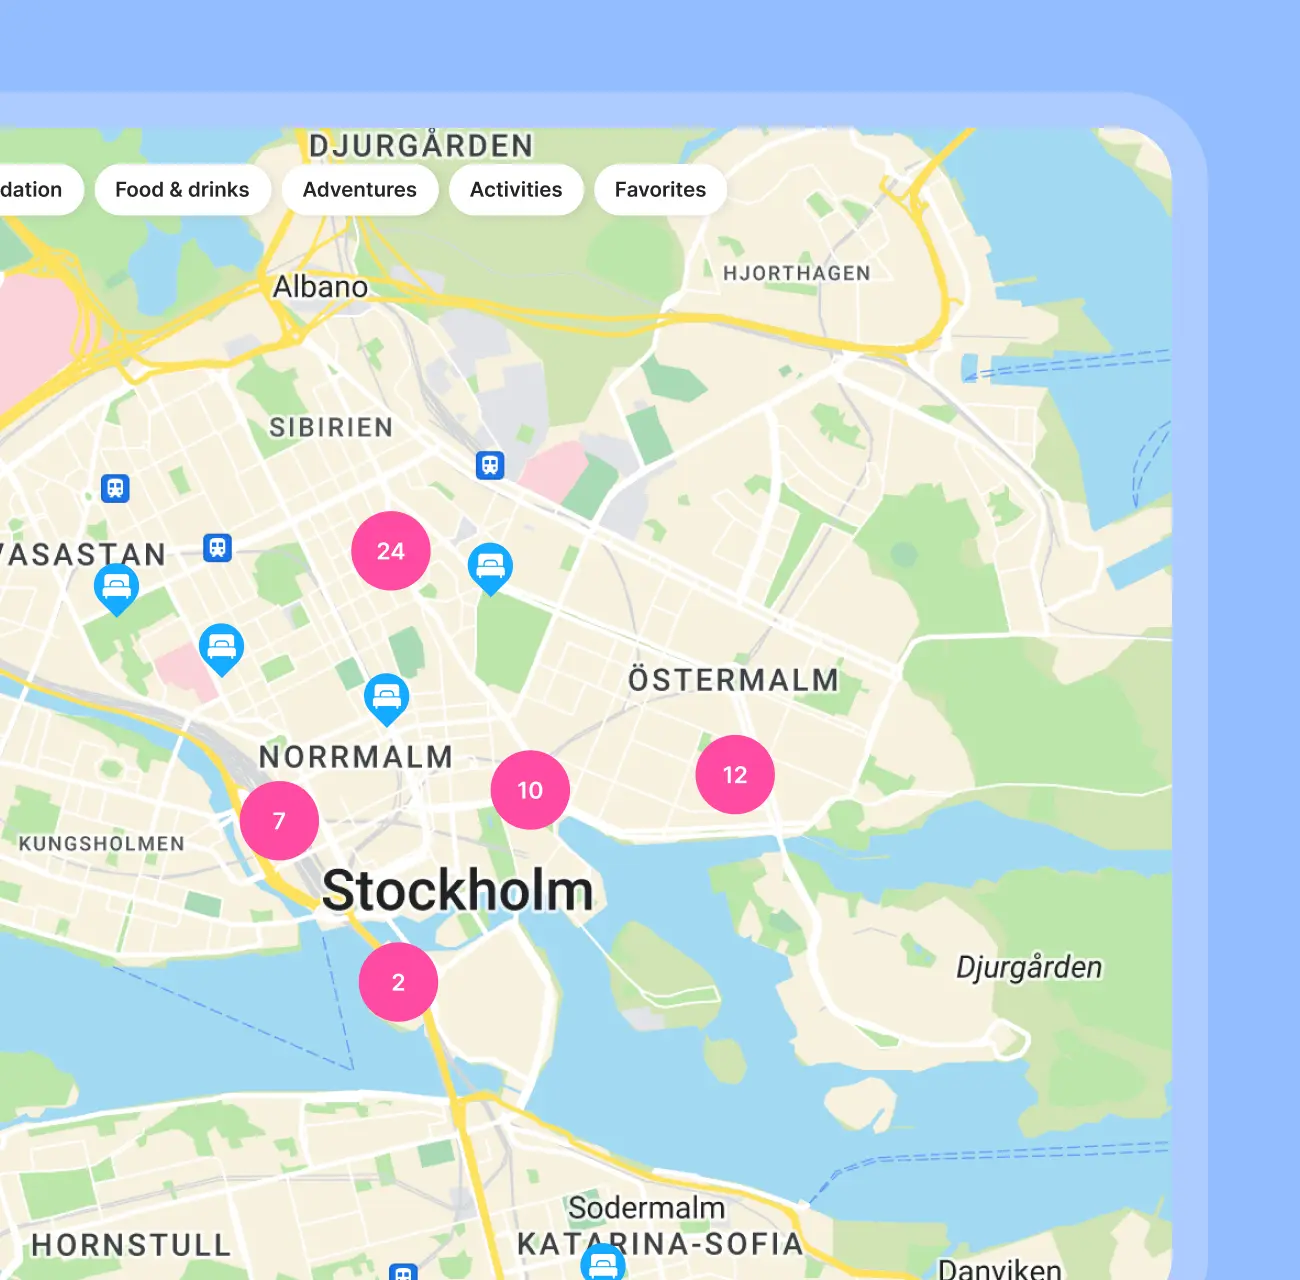 DJURGÅRDEN
dation
Food & drinks
Adventures
Activities
Favorites
HJORTHAGEN
Albano
SIBIRIEN
VASASTAN
24
ÖSTERMALM
NORRMALM
10
12
7
KUNGSHOLMEN
Stockholm
Djurgården
2
Sodermalm
HORNSTULL
KATARINA-SOFIA
Danviken